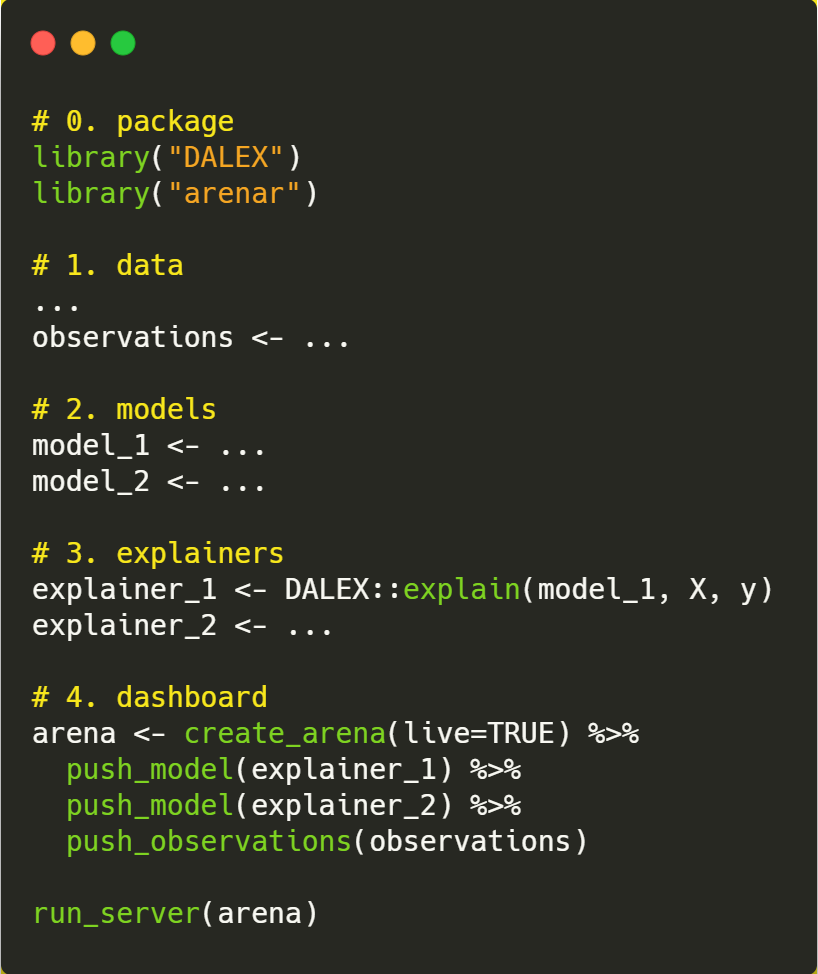 # 0. package
library("DALEX")
library("arenar")
# 1. data
...
observations <- ...
# 2. models
model_1 <- ...
model_2 <- ...
# 3. explainers
explainer_1 <- DALEX::explain(model_1, X, y)
explainer_2 <- ...
# 4. dashboard
arena <- create_arena(live=TRUE) %>%
  push_model(explainer_1) %>%
  push_model(explainer_2) %>%
  push_observations(observations)
run_server(arena)